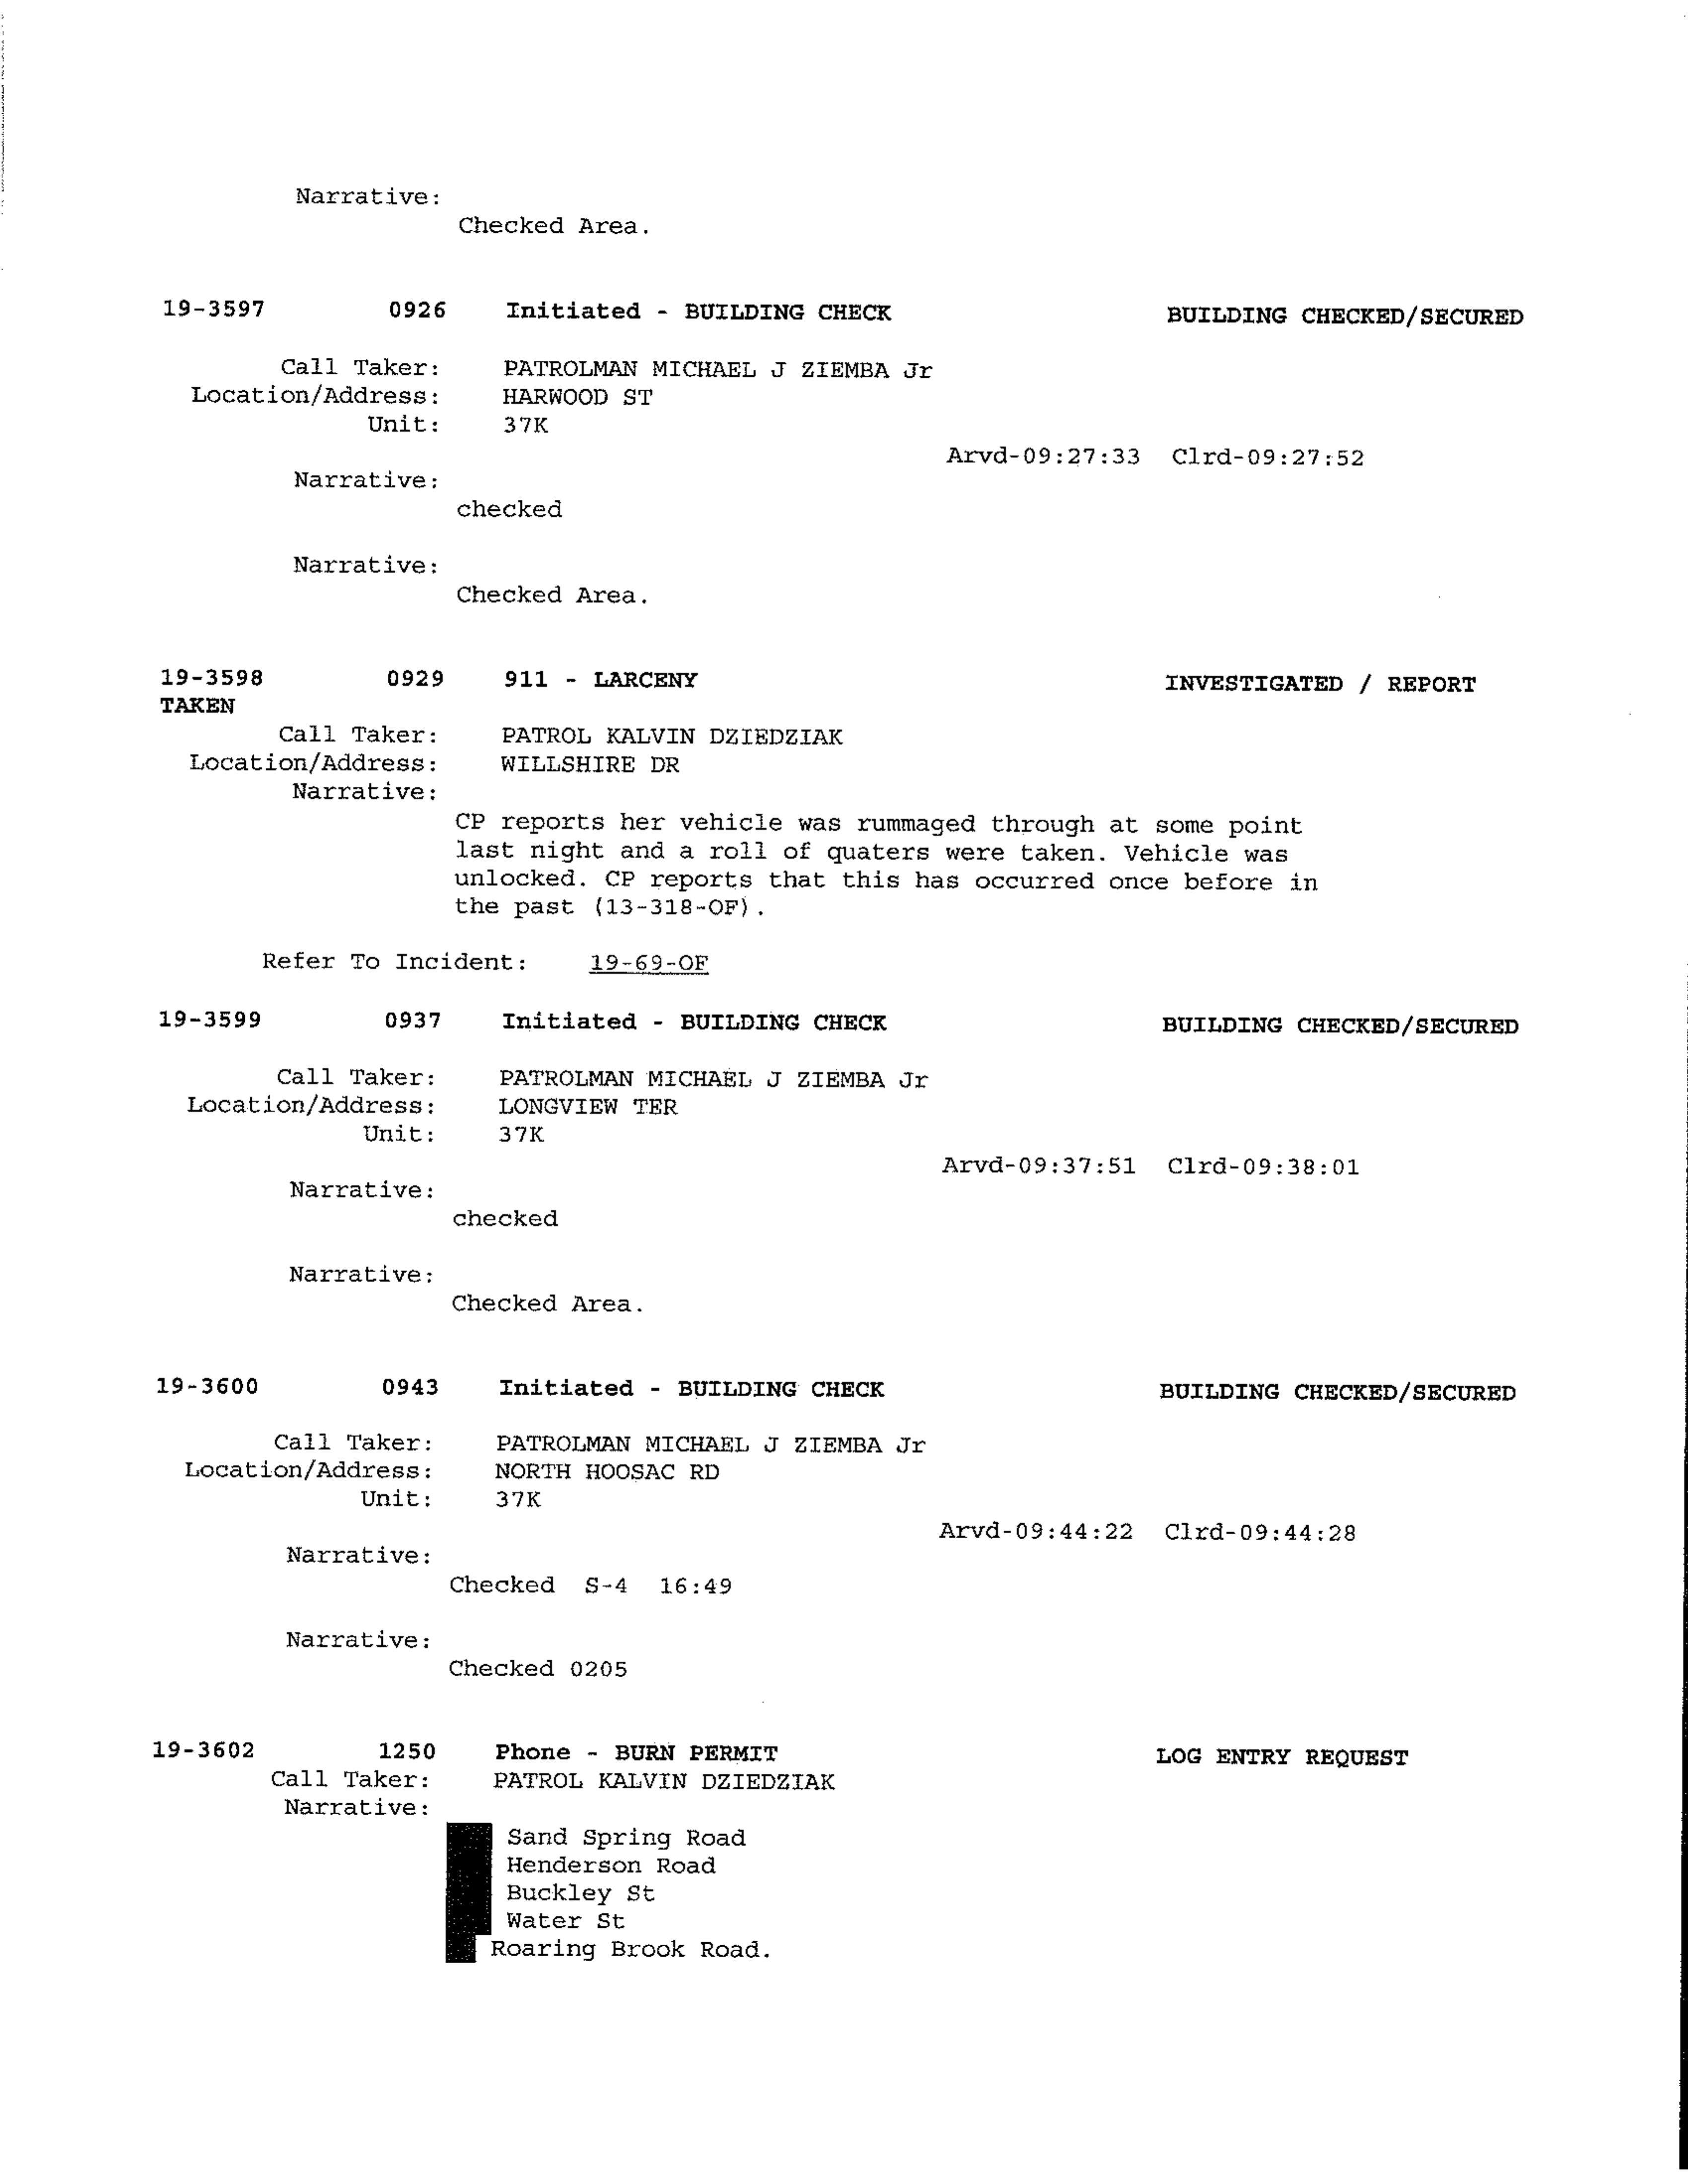 Narrative:
Checked Area.
19-3597 0926 Initiated - BUILDING CHECK BUILDING CHECKED/SECURED
Call Taker: PATROLMAN MICHAEL J ZIEMBA Jr
Location/Address: HARWOOD ST
Unit: 37K
Arvd-09:27:33 Clrd-09:27:52
Narrative:
checked
Narrative:
Checked Area.
19-3598 0929 911 - LARCENY INVESTIGATED / REPORT
TAKEN
Call Taker: PATROL KALVIN DZIEDZIAK
Location/Address: WILLSHIRE DR
Narrative:
CP reports her vehicle was rummaged through at some point
last night and a roll of quaters were taken. Vehicle was
unlocked. CP reports that this has occurred once before in
the past (13-318-OF).
Refer To Incident: 19-69-OF
19-3599 0937 Initiated - BUILDING CHECK BUILDING CHECKED/SECURED
Call Taker: PATROLMAN MICHAEL J ZIEMBA Jr
Location/Address: LONGVIEW TER
Unit: 37K
Arvd-09:37:51 Clrd-09:38:01
Narrative:
checked
Narrative:
Checked Area.
19-3600 0943 Initiated - BUILDING CHECK BUILDING CHECKED/SECURED
Call Taker: PATROLMAN MICHAEL J ZIEMBA Jr
Location/Address: NORTH HOOSAC RD
Unit: 37K
Arvd-09:44:22 Clrd-09:44:28
Narrative:
Checked S-4 16:49
Narrative:
Checked 0205
19-3602 1250 Phone - BURN PERMIT LOG ENTRY REQUEST
Call Taker: PATROL KALVIN DZIEDZIAK
Narrative:
Sand Spring Road
Henderson Road
Buckley St
Water St
Roaring Brook Road.